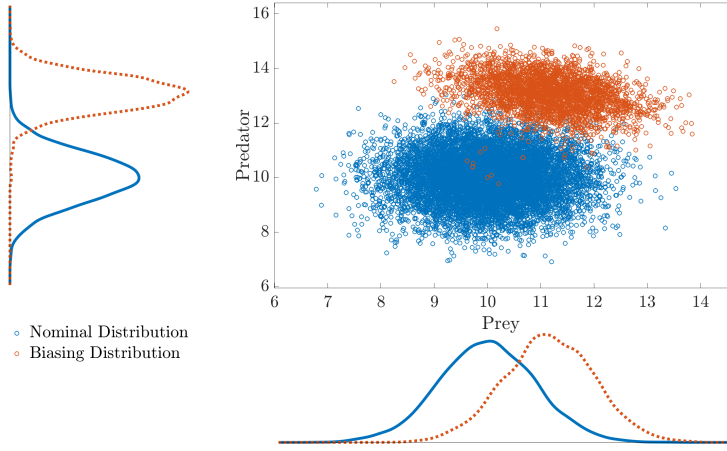 16
14
12
10
8
6
Predator
6 7 8 9 10 11 12 13 14
Prey
Nominal Distribution
Biasing Distribution